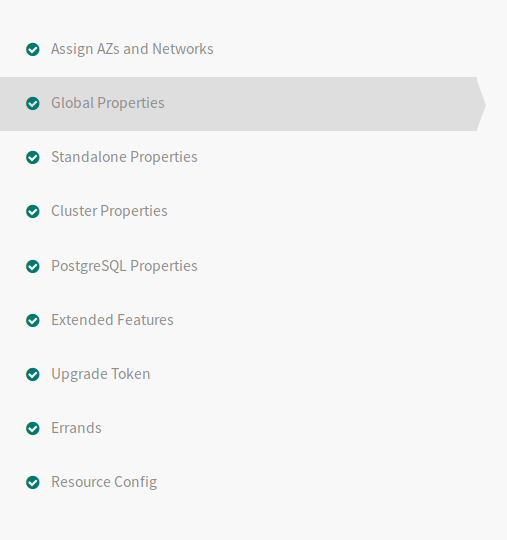 Assign AZs and Networks
Global Properties
Standalone Properties
Cluster Properties
PostgreSQL Properties
Extended Features
Upgrade Token
Errands
Resource Config